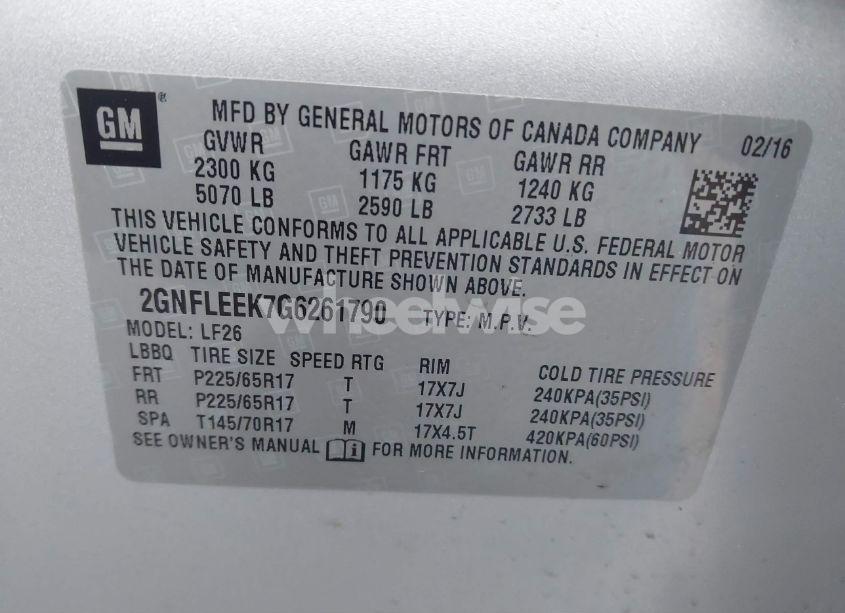 GM ® MFD BY GENERAL MOTORS OF CANADA COMPANY 02/16
GVWR GAWR FRT GAWR RR
2300 KG 1175 KG 1240 KG
5070 LB 2590 LB 2733 LB
THIS VEHICLE CONFORMS TO ALL APPLICABLE U.S. FEDERAL MOTOR
VEHICLE SAFETY AND THEFT PREVENTION STANDARDS IN EFFECT ON
THE DATE OF MANUFACTURE SHOWN ABOVE.
2GNFLEEK7G6261790 TYPE: M.P.V.
wheelwise
MODEL: LF26
LBBQ TIRE SIZE SPEED RTG RIM COLD TIRE PRESSURE
FRT P225/65R17 T 17X7J 240KPA(35PSI)
RR P225/65R17 T 17X7J 240KPA(35PSI)
SPA T145/70R17 M 17X4.5T 420KPA(60PSI)
SEE OWNER'S MANUAL i FOR MORE INFORMATION.